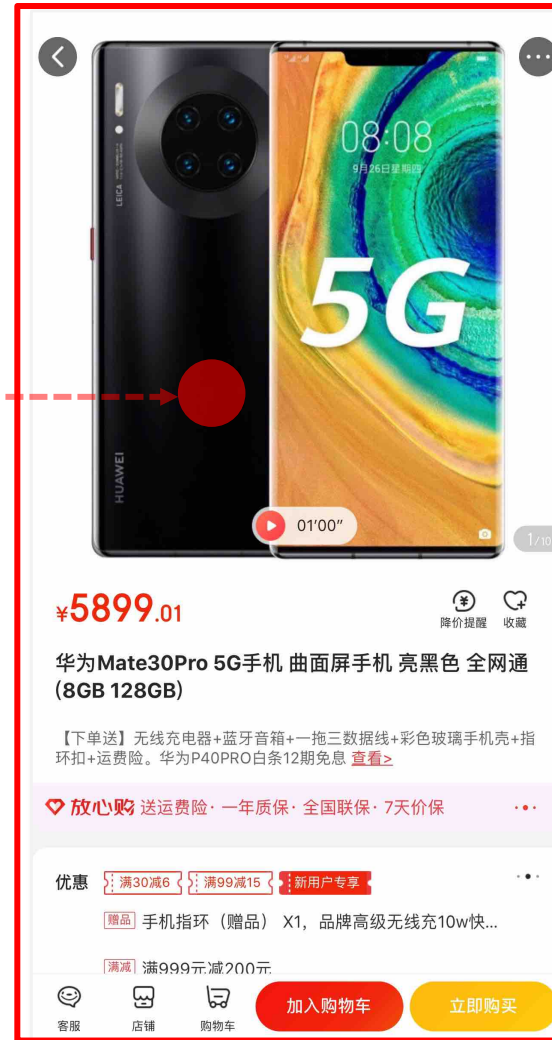 LEICA
08:08
9月26日星期四
5G
HUAWEI
01'00"
1/10
¥5899.01
降价提醒 收藏
华为Mate30Pro 5G手机 曲面屏手机 亮黑色 全网通
(8GB 128GB)
【下单送】无线充电器+蓝牙音箱+一拖三数据线+彩色玻璃手机壳+指
环扣+运费险。华为P40PRO白条12期免息 查看>
放心购 送运费险· 一年质保· 全国联保· 7天价保
优惠 满30减6 满99减15 新用户专享
赠品 手机指环（赠品） X1，品牌高级无线充10w快...
满减 满999元减200元
客服 店铺 购物车 加入购物车 立即购买